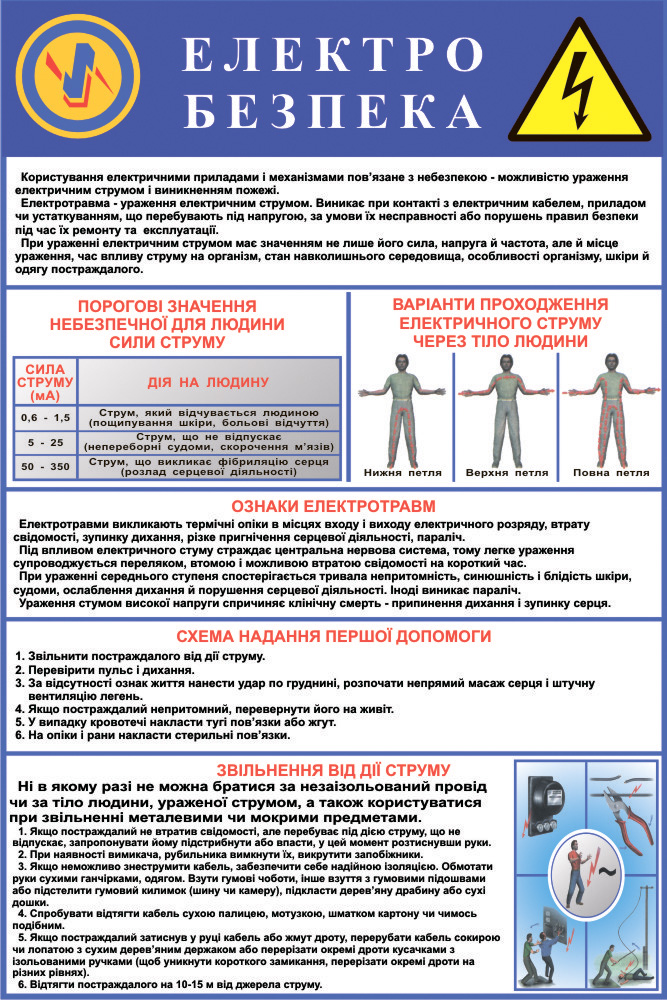 ЕЛЕКТРО
БЕЗПЕКА
Користування електричними приладами і механізмами пов'язане з небезпекою - можливістю ураження
електричним струмом і виникненням пожежі.
Електротравма - ураження електричним струмом. Виникає при контакті з електричним кабелем, приладом
чи устаткуванням, що перебувають під напругою, за умови їх несправності або порушень правил безпеки
під час їх ремонту та експлуатації.
При ураженні електричним струмом має значенням не лише його сила, напруга й частота, але й місце
ураження, час впливу струму на організм, стан навколишнього середовища, особливості організму, шкіри й
одягу постраждалого.
ПОРОГОВІ ЗНАЧЕННЯ
НЕБЕЗПЕЧНОЇ ДЛЯ ЛЮДИНИ
СИЛИ СТРУМУ
СИЛА
СТРУМУ
(мА)
ДІЯ НА ЛЮДИНУ
0,6 - 1,5
Струм, який відчувається людиною
(пощипування шкіри, больові відчуття)
5 - 25
Струм, що не відпускає
(непереборні судоми, скорочення м'язів)
50 - 350
Струм, що викликає фібриляцію серця
(розлад серцевої діяльності)
ВАРІАНТИ ПРОХОДЖЕННЯ
ЕЛЕКТРИЧНОГО СТРУМУ
ЧЕРЕЗ ТІЛО ЛЮДИНИ
Нижня петля
Верхня петля
Повна петля
ОЗНАКИ ЕЛЕКТРОТРАВМ
Електротравми викликають термічні опіки в місцях входу і виходу електричного розряду, втрату
свідомості, зупинку дихання, різке пригнічення серцевої діяльності, параліч.
Під впливом електричного стуму страждає центральна нервова система, тому легке ураження
супроводжується переляком, втомою і можливою втратою свідомості на короткий час.
При ураженні середнього ступеня спостерігається тривала непритомність, синюшність і блідість шкіри,
судоми, ослаблення дихання й порушення серцевої діяльності. Іноді виникає параліч.
Ураження стумом високої напруги спричиняє клінічну смерть - припинення дихання і зупинку серця.
СХЕМА НАДАННЯ ПЕРШОЇ ДОПОМОГИ
1. Звільнити постраждалого від дії струму.
2. Перевірити пульс і дихання.
3. За відсутності ознак життя нанести удар по груднині, розпочати непрямий масаж серця і штучну
вентиляцію легень.
4. Якщо постраждалий непритомний, перевернути його на живіт.
5. У випадку кровотечі накласти тугі пов'язки або жгут.
6. На опіки і рани накласти стерильні пов'язки.
ЗВІЛЬНЕННЯ ВІД ДІЇ СТРУМУ
Ні в якому разі не можна братися за незаізольований провід
чи за тіло людини, ураженої струмом, а також користуватися
при звільненні металевими чи мокрими предметами.
1. Якщо постраждалий не втратив свідомості, але перебуває під дією струму, що не
відпускає, запропонувати йому підстрибнути або впасти, у цей момент розтиснувши руки.
2. При наявності вимикача, рубильника вимкнути їх, викрутити запобіжники.
3. Якщо неможливо знеструмити кабель, забезпечити себе надійною ізоляцією. Обмотати
руки сухими ганчірками, одягом. Взути гумові чоботи, інше взуття з гумовими підошвами
або підстелити гумовий килимок (шину чи камеру), підкласти дерев'яну драбину або сухі
дошки.
4. Спробувати відтягти кабель сухою палицею, мотузкою, шматком картону чи чимось
подібним.
5. Якщо постраждалий затиснув у руці кабель або жмут дроту, перерубати кабель сокирою
чи лопатою з сухим дерев'яним держаком або перерізати окремі дроти кусачками з
ізольованими ручками (щоб уникнути короткого замикання, перерізати окремі дроти на
різних рівнях).
6. Відтягти постраждалого на 10-15 м від джерела струму.
~